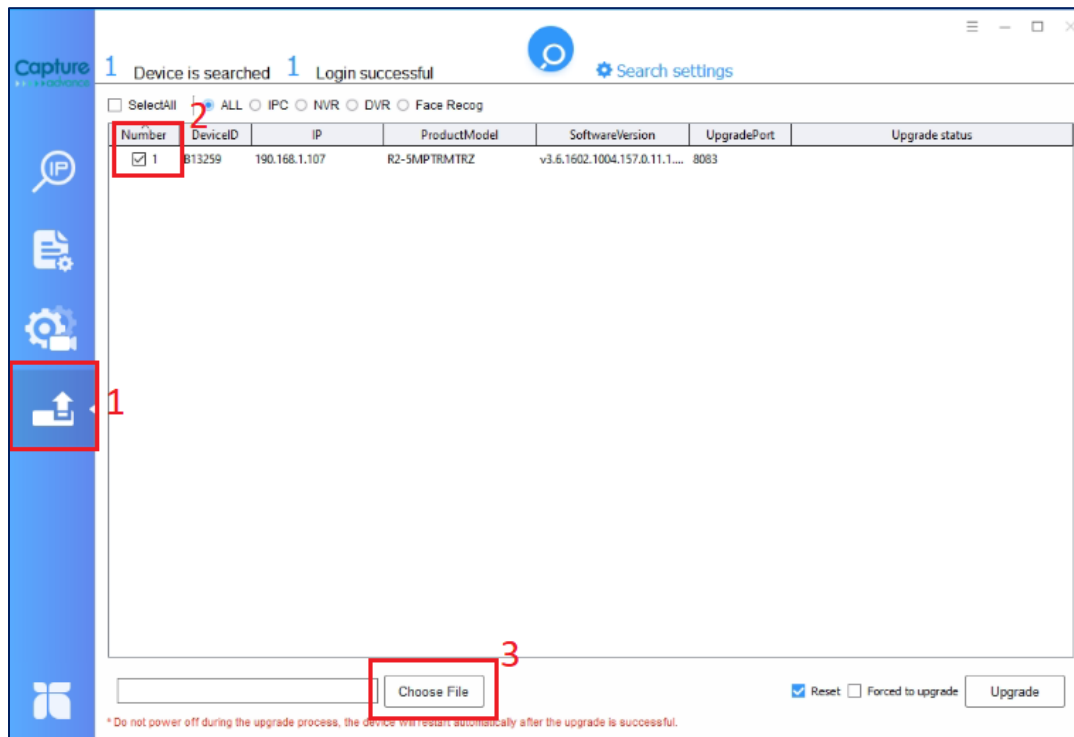 Capture
advance
1 Device is searched 1 Login successful
Search settings
SelectAll ALL IPC NVR DVR Face Recog
2
Number DeviceID IP ProductModel SoftwareVersion UpgradePort Upgrade status
1 B13259 190.168.1.107 R2-5MPTRMTRZ v3.6.1602.1004.157.0.11.1.... 8083
IP
1
3
Choose File
Reset Forced to upgrade Upgrade
* Do not power off during the upgrade process, the device will restart automatically after the upgrade is successful.